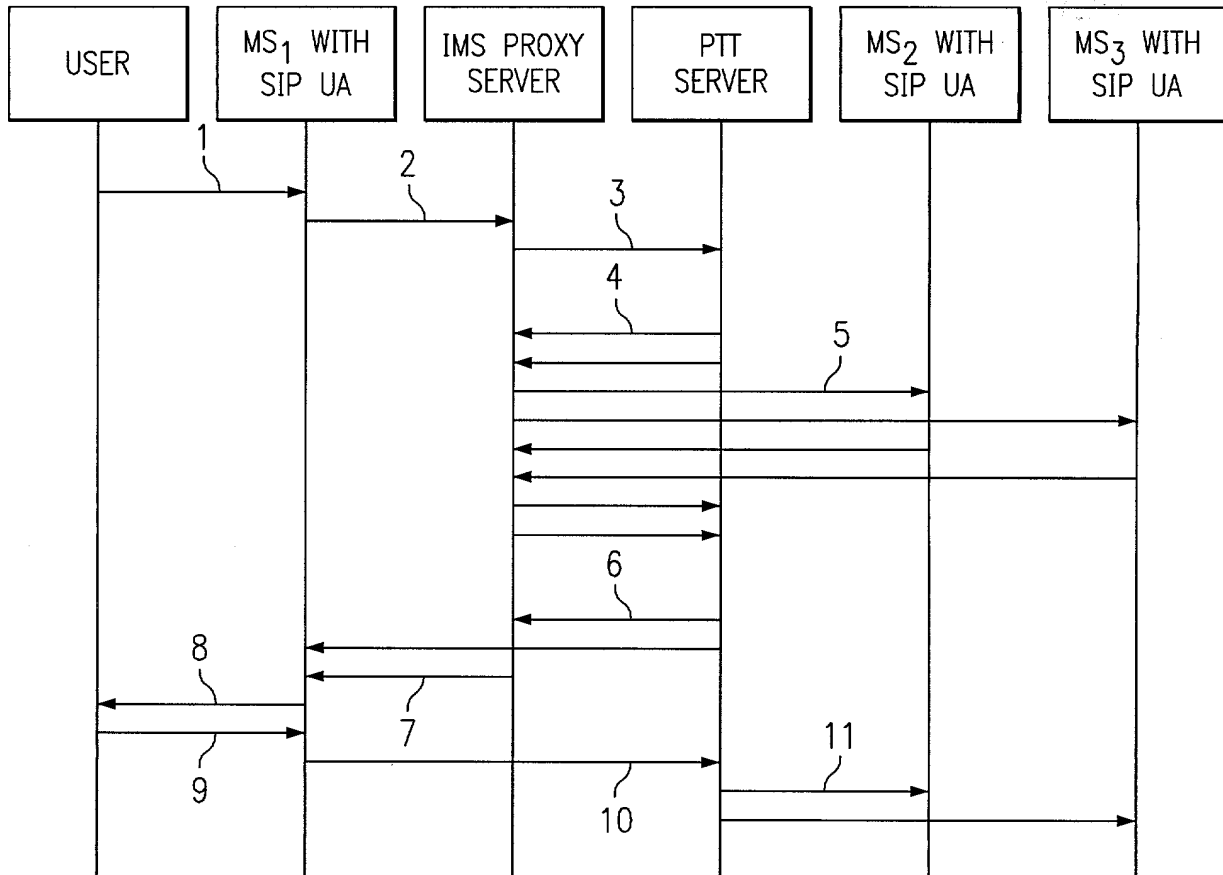 USER
MS1 WITH
SIP UA
IMS PROXY
SERVER
PTT
SERVER
MS2 WITH
SIP UA
MS3 WITH
SIP UA
1
2
3
4
5
6
8
7
9
11
10